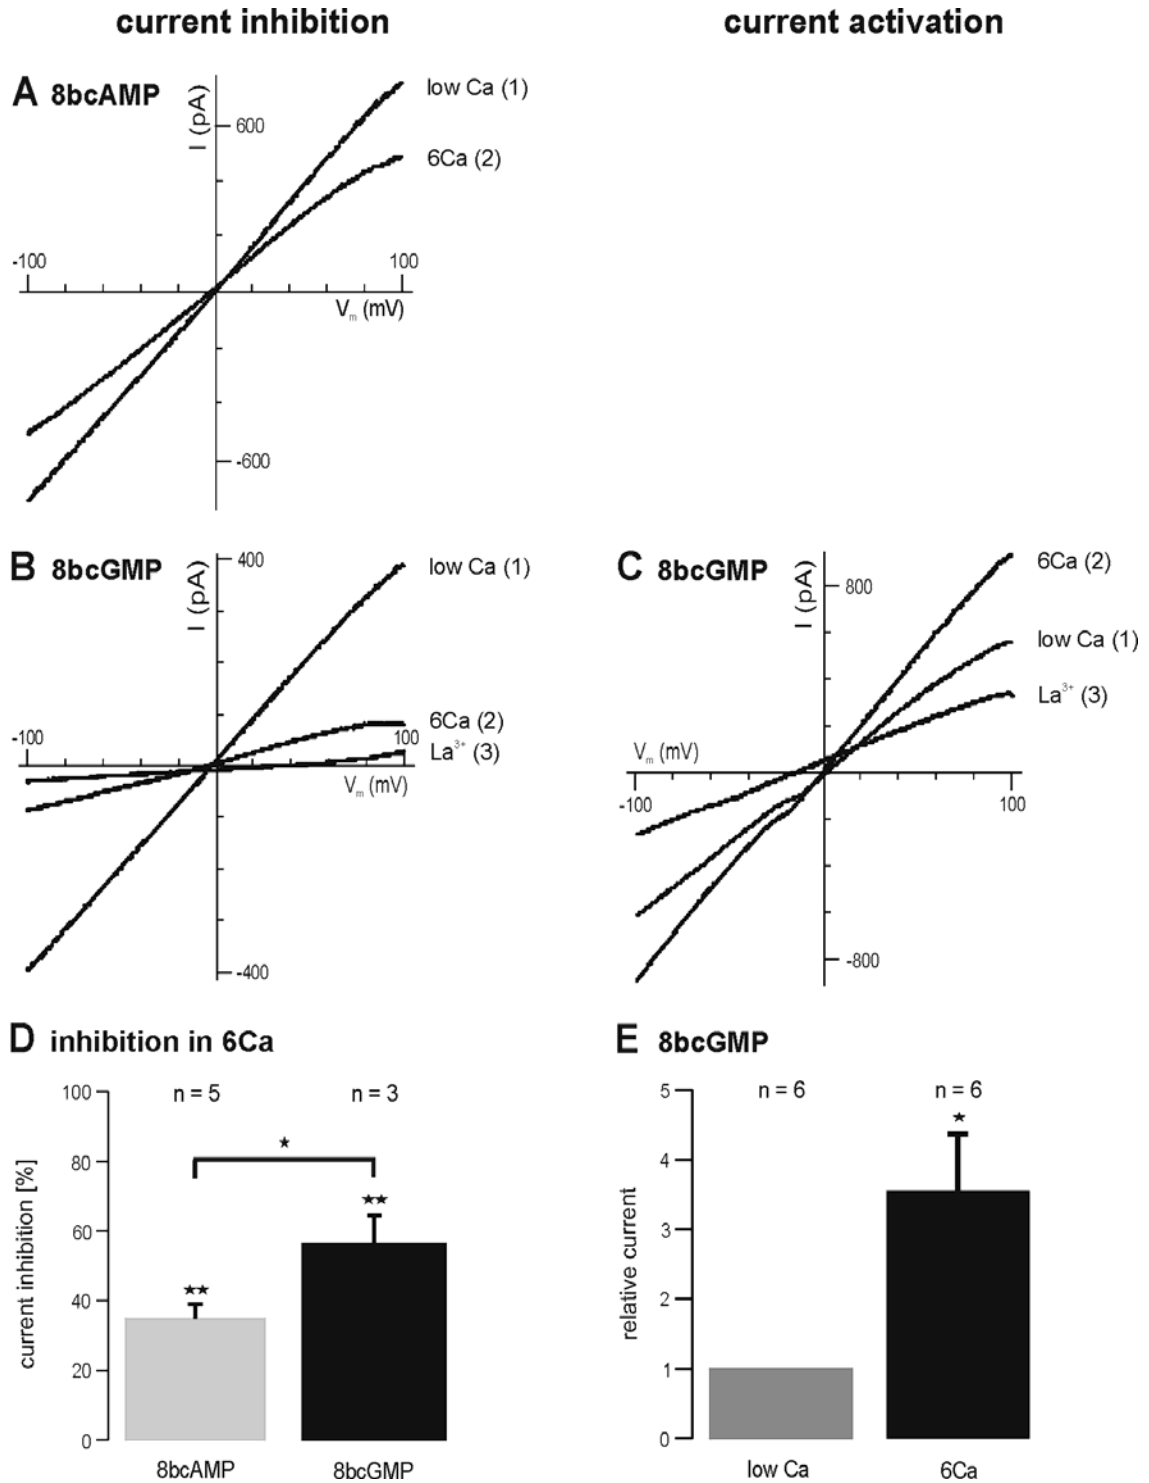 current inhibition
current activation
A 8bcAMP
I (pA)
600
low Ca (1)
6Ca (2)
-100
100
Vm (mV)
-600
B 8bcGMP
I (pA)
400
low Ca (1)
6Ca (2)
La³⁺ (3)
-100
100
Vm (mV)
-400
C 8bcGMP
I (pA)
800
6Ca (2)
low Ca (1)
La³⁺ (3)
Vm (mV)
-100
100
-800
D inhibition in 6Ca
current inhibition [%]
100
80
60
40
20
0
n = 5
n = 3
★
★★
★★
8bcAMP
8bcGMP
E 8bcGMP
relative current
5
4
3
2
1
0
n = 6
n = 6
★
low Ca
6Ca